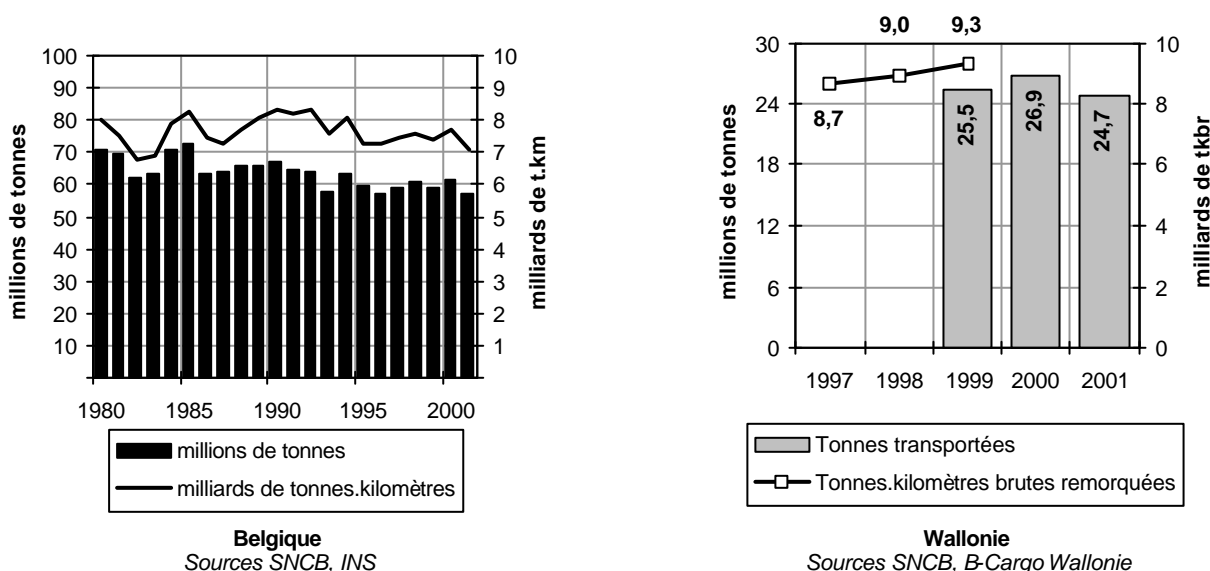 millions de tonnes
100
90
80
70
60
50
40
30
20
10
10
9
8
7
6
5
4
3
2
1
milliards de t.km
1980 1985 1990 1995 2000
millions de tonnes
milliards de tonnes.kilomètres
Belgique
Sources SNCB, INS
9,0 9,3
millions de tonnes
30
24
18
12
6
0
8,7
25,5
26,9
24,7
10
8
6
4
2
0
milliards de tkbr
1997 1998 1999 2000 2001
Tonnes transportées
Tonnes.kilomètres brutes remorquées
Wallonie
Sources SNCB, B-Cargo Wallonie